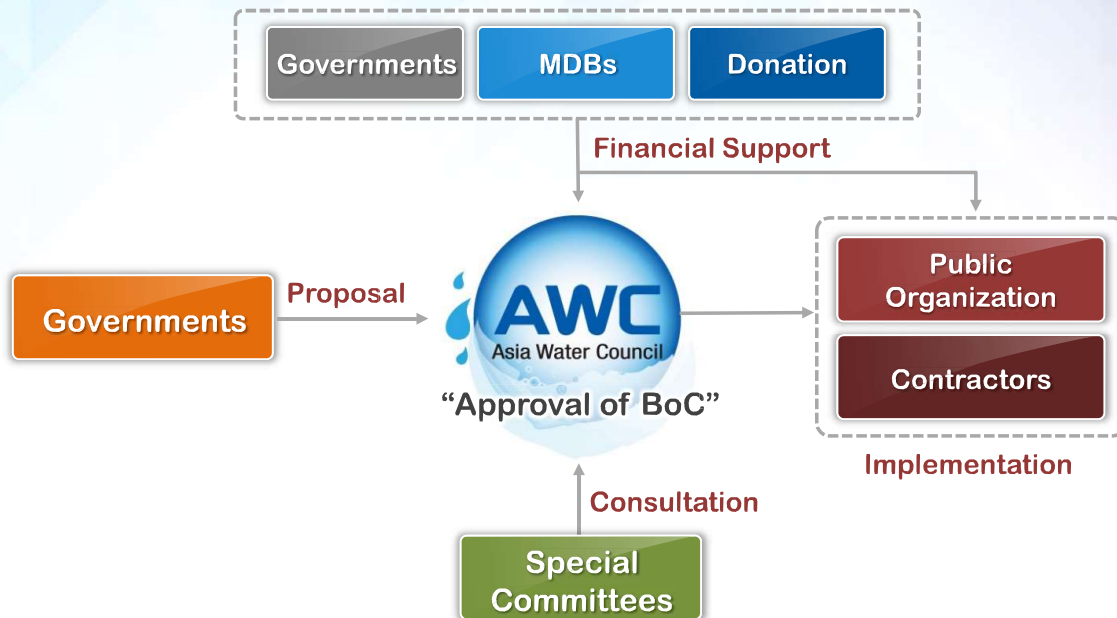 Governments
MDBs
Donation
Financial Support
Governments
Proposal
AWC
Asia Water Council
“Approval of BoC”
Public
Organization
Contractors
Implementation
Consultation
Special
Committees